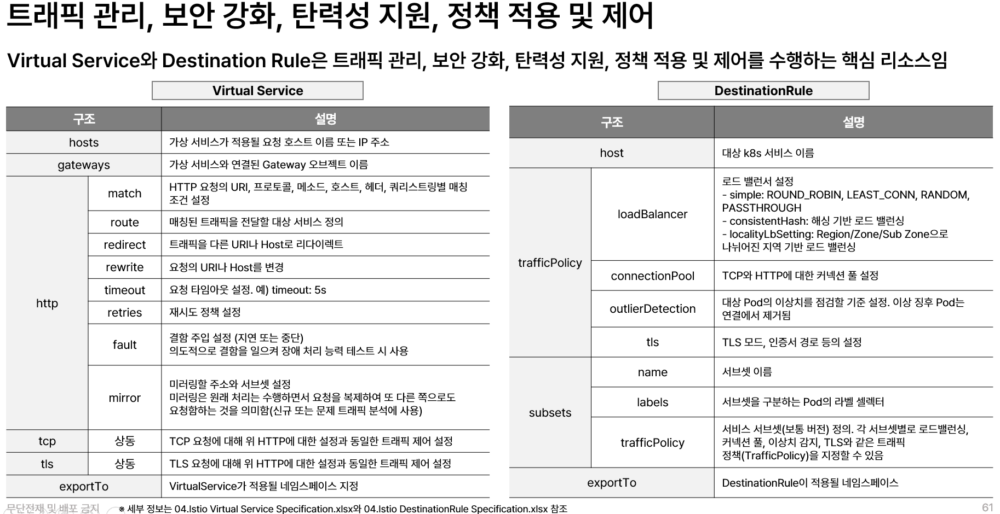 트래픽 관리, 보안 강화, 탄력성 지원, 정책 적용 및 제어
Virtual Service와 Destination Rule은 트래픽 관리, 보안 강화, 탄력성 지원, 정책 적용 및 제어를 수행하는 핵심 리소스임
Virtual Service
구조 설명
hosts 가상 서비스가 적용될 요청 호스트 이름 또는 IP 주소
gateways 가상 서비스와 연결된 Gateway 오브젝트 이름
http
match HTTP 요청의 URI, 프로토콜, 메소드, 호스트, 헤더, 쿼리스트링별 매칭
조건 설정
route 매칭된 트래픽을 전달할 대상 서비스 정의
redirect 트래픽을 다른 URI나 Host로 리다이렉트
rewrite 요청의 URI나 Host를 변경
timeout 요청 타임아웃 설정. 예) timeout: 5s
retries 재시도 정책 설정
fault 결함 주입 설정 (지연 또는 중단)
의도적으로 결함을 일으켜 장애 처리 능력 테스트 시 사용
mirror 미러링할 주소와 서브셋 설정
미러링은 원래 처리는 수행하면서 요청을 복제하여 또 다른 쪽으로도
요청함하는 것을 의미함(신규 또는 문제 트래픽 분석에 사용)
tcp 상동 TCP 요청에 대해 위 HTTP에 대한 설정과 동일한 트래픽 제어 설정
tls 상동 TLS 요청에 대해 위 HTTP에 대한 설정과 동일한 트래픽 제어 설정
exportTo VirtualService가 적용될 네임스페이스 지정
DestinationRule
구조 설명
host 대상 k8s 서비스 이름
trafficPolicy
loadBalancer 로드 밸런서 설정
- simple: ROUND_ROBIN, LEAST_CONN, RANDOM,
PASSTHROUGH
- consistentHash: 해싱 기반 로드 밸런싱
- localityLbSetting: Region/Zone/Sub Zone으로
나뉘어진 지역 기반 로드 밸런싱
connectionPool TCP와 HTTP에 대한 커넥션 풀 설정
outlierDetection 대상 Pod의 이상치를 점검할 기준 설정. 이상 징후 Pod는
연결에서 제거됨
tls TLS 모드, 인증서 경로 등의 설정
subsets
name 서브셋 이름
labels 서브셋을 구분하는 Pod의 라벨 셀렉터
trafficPolicy 서비스 서브셋(보통 버전) 정의. 각 서브셋별로 로드밸런싱,
커넥션 풀, 이상치 감지, TLS와 같은 트래픽
정책(TrafficPolicy)을 지정할 수 있음
exportTo DestinationRule이 적용될 네임스페이스
무단전재 및 배포 금지
※ 세부 정보는 04.Istio Virtual Service Specification.xlsx와 04.Istio DestinationRule Specification.xlsx 참조
61